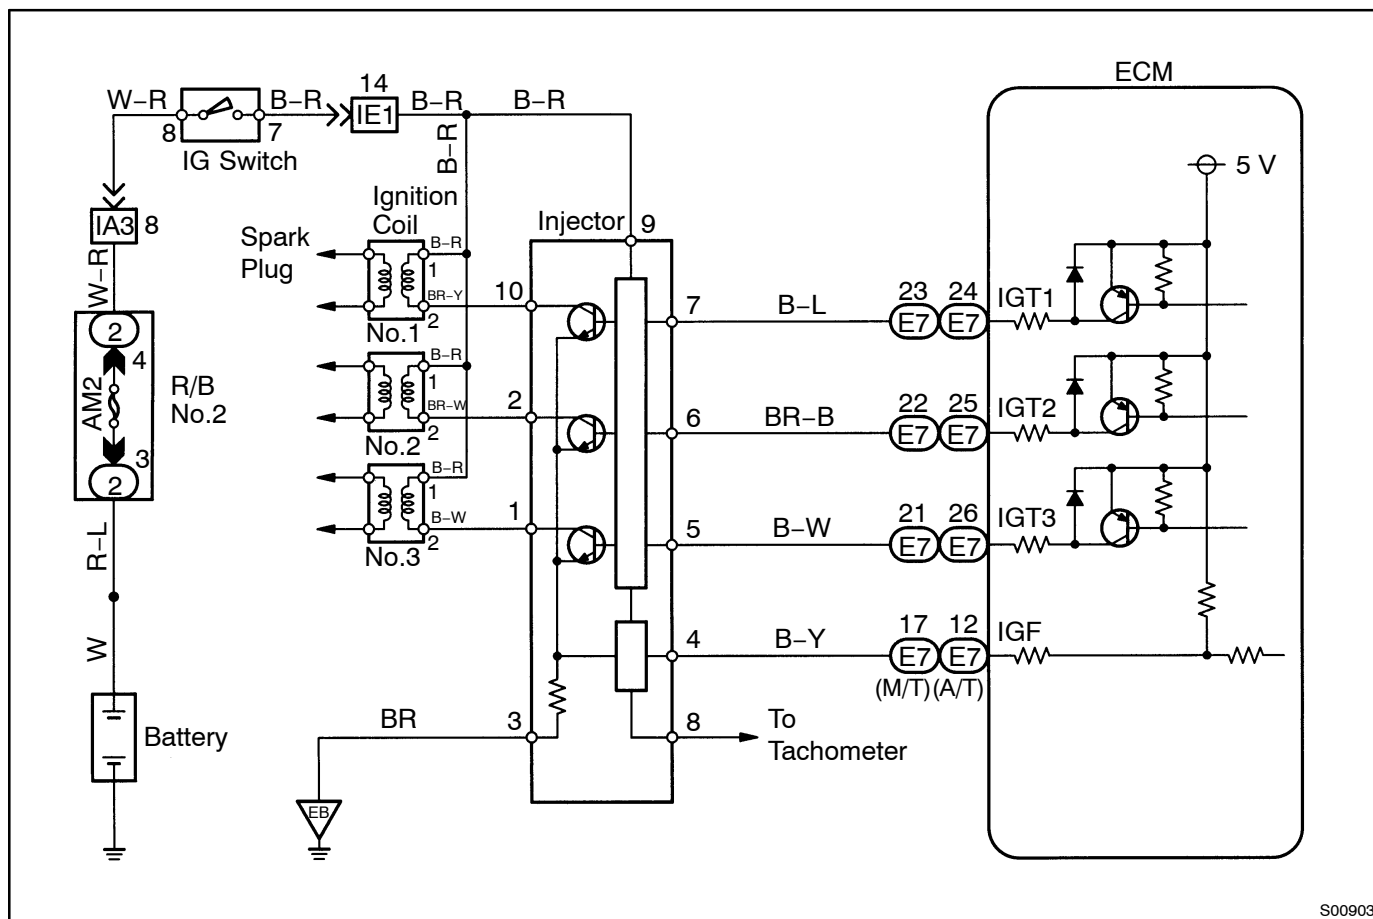 ECM
14
W-R
B-R
IE1
B-R
B-R
8
7
IG Switch
B-R
5 V
IA3
8
Ignition
Coil
Spark
Plug
Injector
9
W-R
B-R
1
BR-Y
2
No.1
10
7
B-L
23
24
E7
E7
IGT1
2
4
AM2
R/B
No.2
3
2
B-R
1
BR-W
2
No.2
2
6
BR-B
22
25
E7
E7
IGT2
B-R
1
B-W
2
No.3
1
5
B-W
21
26
E7
E7
IGT3
R-L
W
4
B-Y
17
12
E7
E7
IGF
(M/T)
(A/T)
Battery
BR
3
8
To
Tachometer
EB
S00903